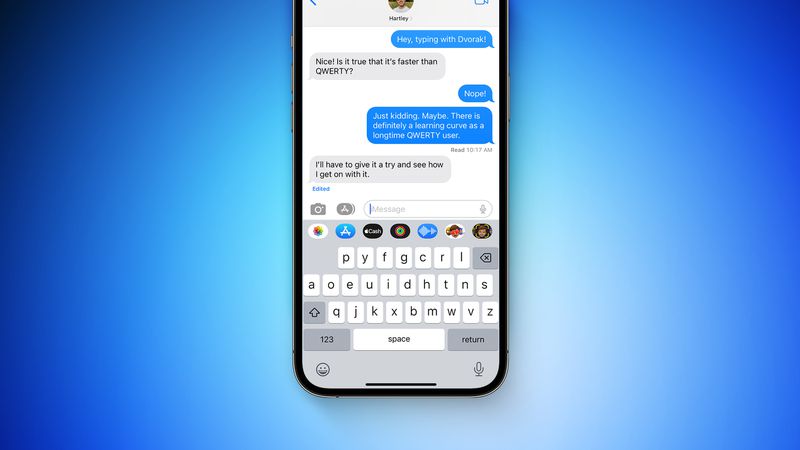 Hartley
Hey, typing with Dvorak!
Nice! Is it true that it's faster than
QWERTY?
Nope!
Just kidding. Maybe. There is
definitely a learning curve as a
longtime QWERTY user.
Read 10:17 AM
I'll have to give it a try and see how
I get on with it.
Edited
Message
Cash
p y f g c r l
a o e u i d h t n s
q j k x b m w v z
123 space return